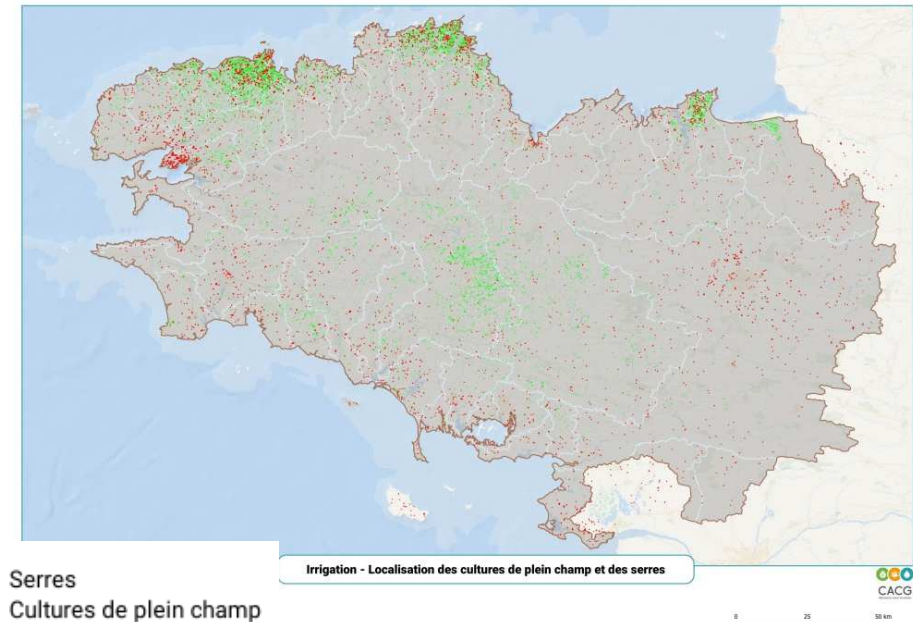 Irrigation - Localisation des cultures de plein champ et des serres
Serres
Cultures de plein champ
CACG
0 25 50 km